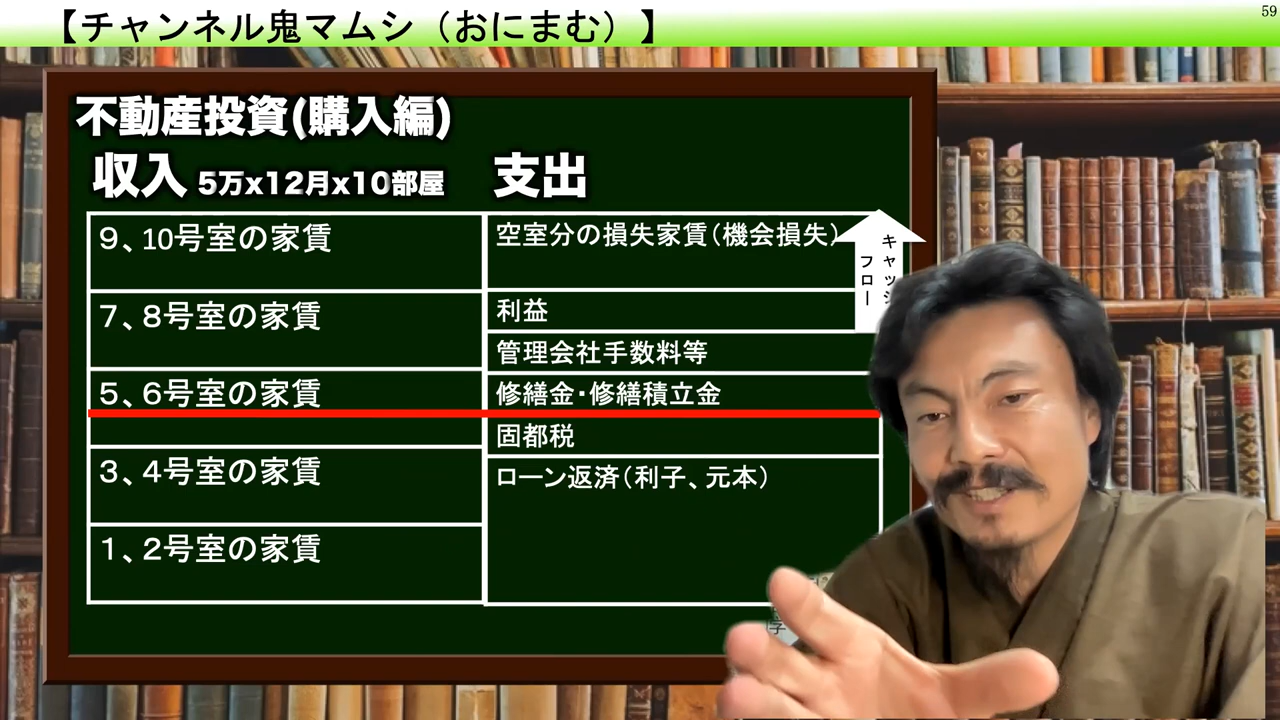 【チャンネル鬼マムシ（おにまむ）】
59
不動産投資(購入編)
収入 5万x12月x10部屋
支出
9、10号室の家賃
空室分の損失家賃(機会損失)
キャッシ
フロー
7、8号室の家賃
利益
管理会社手数料等
5、6号室の家賃
修繕金・修繕積立金
固都税
3、4号室の家賃
ローン返済(利子、元本)
1、2号室の家賃